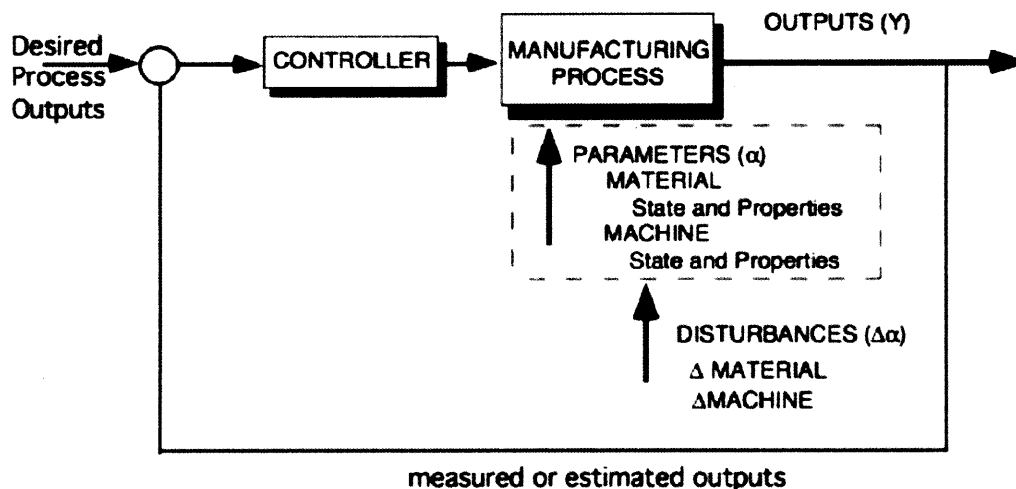 OUTPUTS (Y)
Desired
Process
Outputs
CONTROLLER
MANUFACTURING
PROCESS
PARAMETERS (α)
MATERIAL
State and Properties
MACHINE
State and Properties
DISTURBANCES (Δα)
Δ MATERIAL
ΔMACHINE
measured or estimated outputs